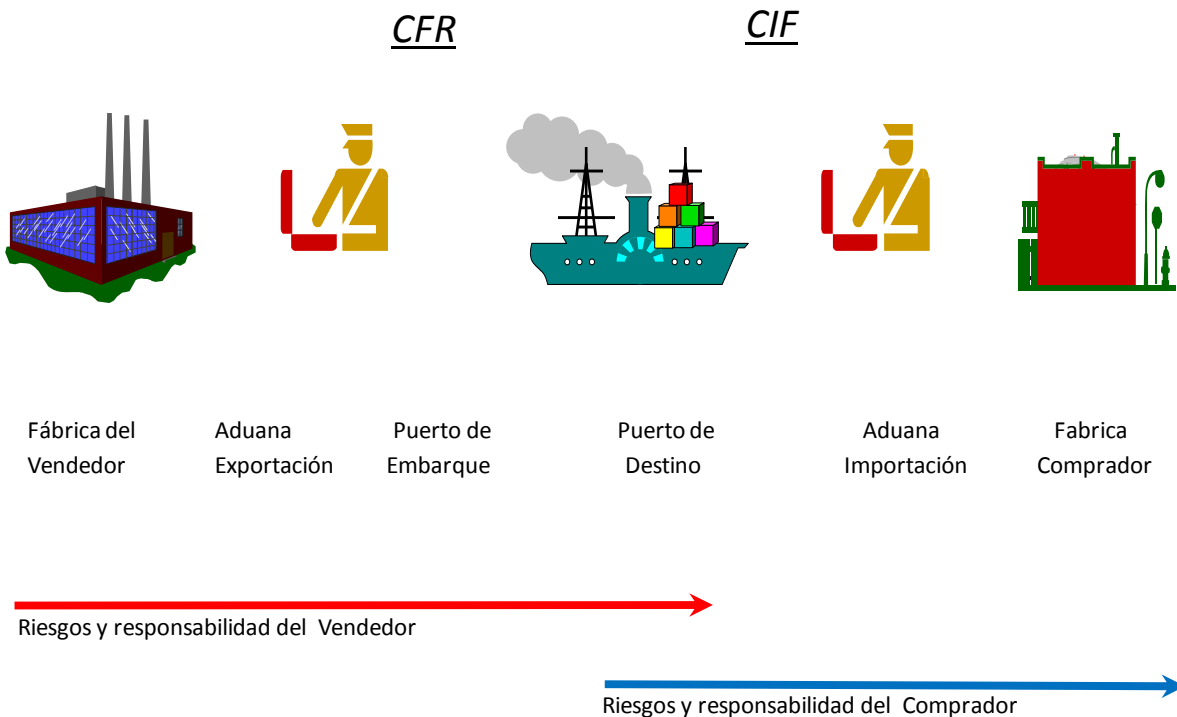 CFR
CIF
Fábrica del
Vendedor
Aduana
Exportación
Puerto de
Embarque
Puerto de
Destino
Aduana
Importación
Fabrica
Comprador
Riesgos y responsabilidad del Vendedor
Riesgos y responsabilidad del Comprador